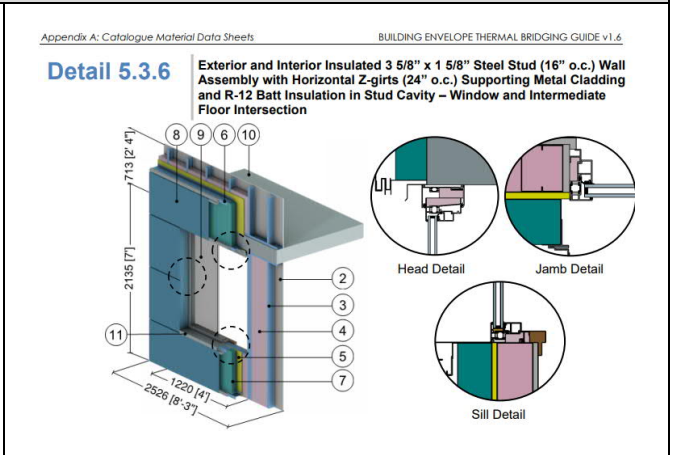 Appendix A: Catalogue Material Data Sheets
BUILDING ENVELOPE THERMAL BRIDGING GUIDE v1.6
Detail 5.3.6
Exterior and Interior Insulated 3 5/8" x 1 5/8" Steel Stud (16" o.c.) Wall
Assembly with Horizontal Z-girts (24" o.c.) Supporting Metal Cladding
and R-12 Batt Insulation in Stud Cavity – Window and Intermediate
Floor Intersection
8
9
6
10
713 [2' 4"]
2135 [7']
2
3
4
11
5
7
1220 [4']
2526 [8'-3"]
Head Detail
Jamb Detail
Sill Detail